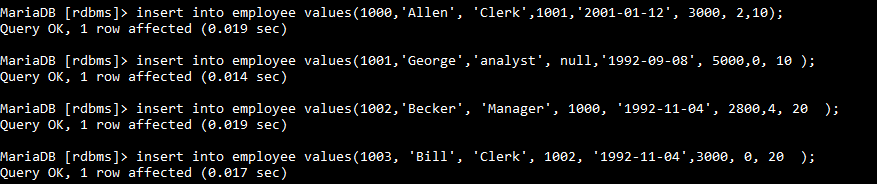 MariaDB [rdbms]> insert into employee values(1000,'Allen', 'Clerk',1001,'2001-01-12', 3000, 2,10);
Query OK, 1 row affected (0.019 sec)
MariaDB [rdbms]> insert into employee values(1001,'George','analyst', null,'1992-09-08', 5000,0, 10 );
Query OK, 1 row affected (0.014 sec)
MariaDB [rdbms]> insert into employee values(1002,'Becker', 'Manager', 1000, '1992-11-04', 2800,4, 20  );
Query OK, 1 row affected (0.019 sec)
MariaDB [rdbms]> insert into employee values(1003, 'Bill', 'Clerk', 1002, '1992-11-04',3000, 0, 20  );
Query OK, 1 row affected (0.017 sec)